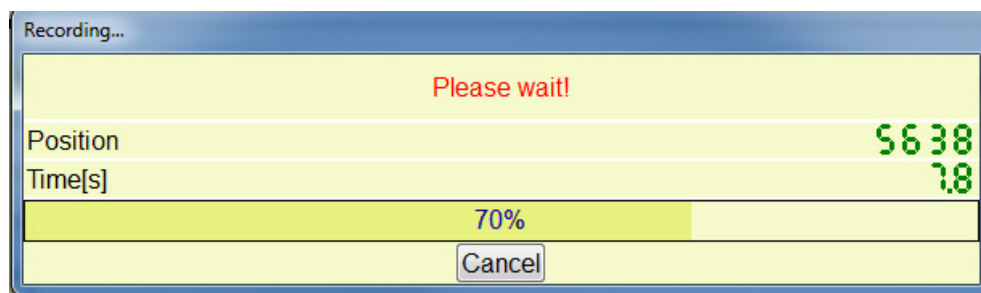 Recording...
Please wait!
Position 5638
Time[s] 7.8
70%
Cancel